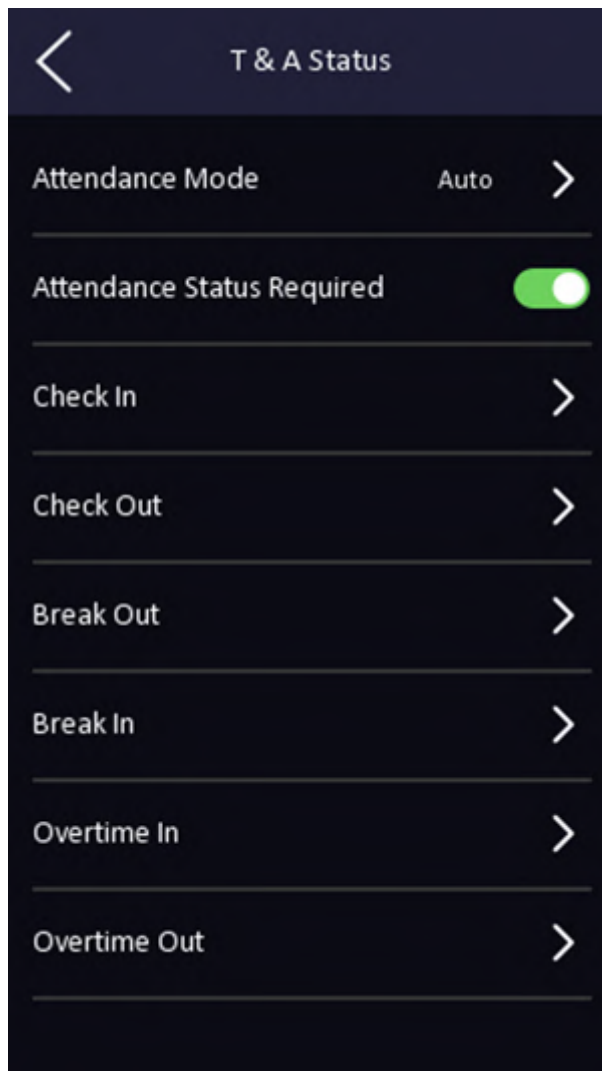 T & A Status
Attendance Mode Auto
Attendance Status Required
Check In
Check Out
Break Out
Break In
Overtime In
Overtime Out